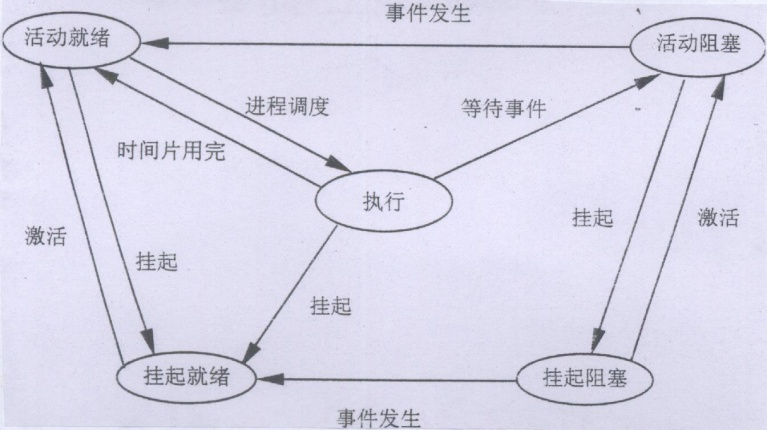 事件发生
活动就绪
活动阻塞
进程调度
等待事件
时间片用完
执行
挂起
激活
激活
挂起
挂起
挂起就绪
挂起阻塞
事件发生